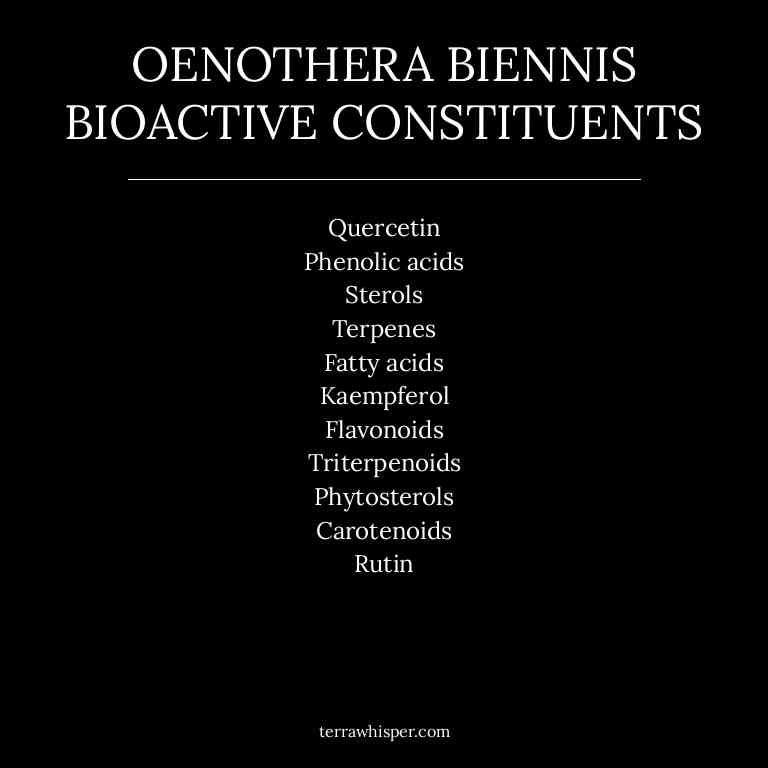 OENOTHERA BIENNIS
BIOACTIVE CONSTITUENTS
Quercetin
Phenolic acids
Sterols
Terpenes
Fatty acids
Kaempferol
Flavonoids
Triterpenoids
Phytosterols
Carotenoids
Rutin
terrawhisper.com